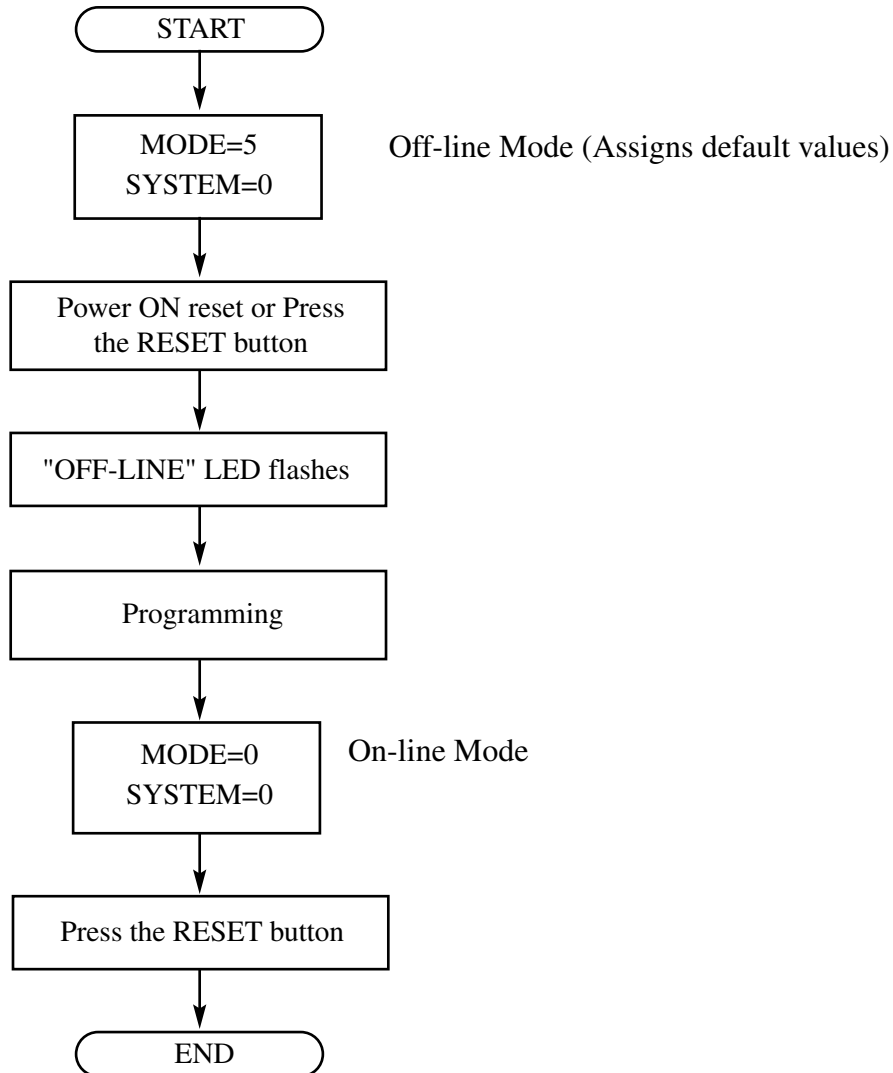 START
MODE=5
SYSTEM=0
Off-line Mode (Assigns default values)
Power ON reset or Press
the RESET button
"OFF-LINE" LED flashes
Programming
MODE=0
SYSTEM=0
On-line Mode
Press the RESET button
END